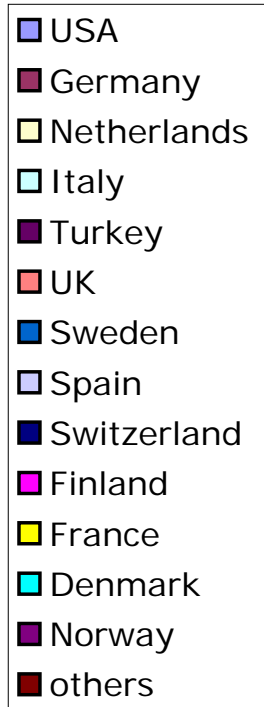 USA
Germany
Netherlands
Italy
Turkey
UK
Sweden
Spain
Switzerland
Finland
France
Denmark
Norway
others